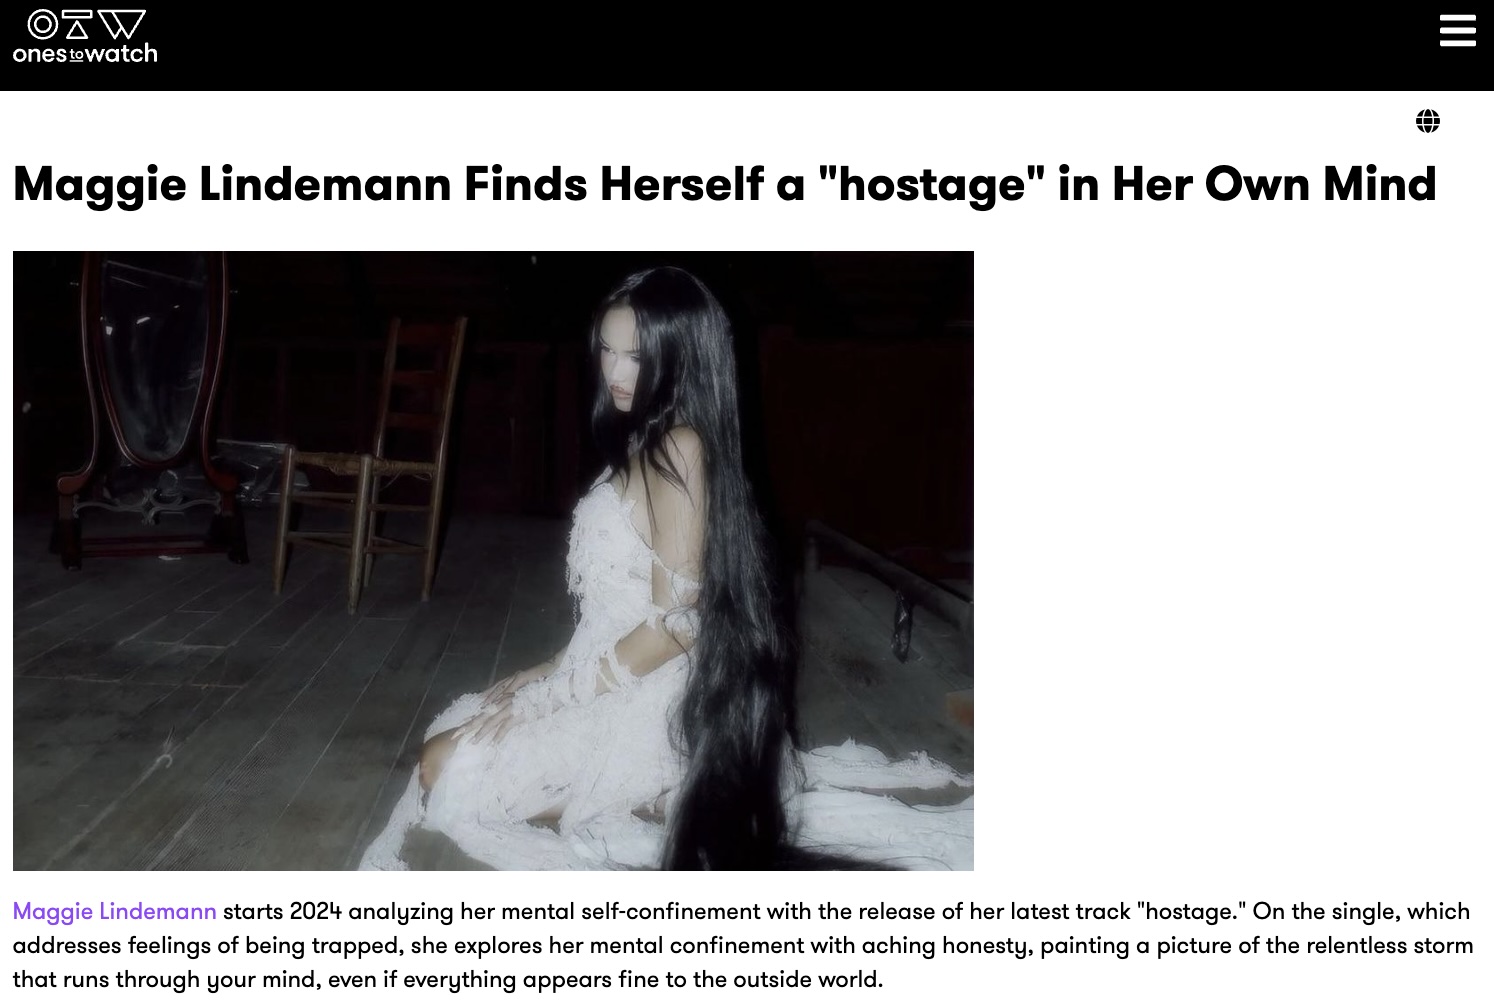 OTW
ones to watch
Maggie Lindemann Finds Herself a "hostage" in Her Own Mind
Maggie Lindemann starts 2024 analyzing her mental self-confinement with the release of her latest track "hostage." On the single, which
addresses feelings of being trapped, she explores her mental confinement with aching honesty, painting a picture of the relentless storm
that runs through your mind, even if everything appears fine to the outside world.